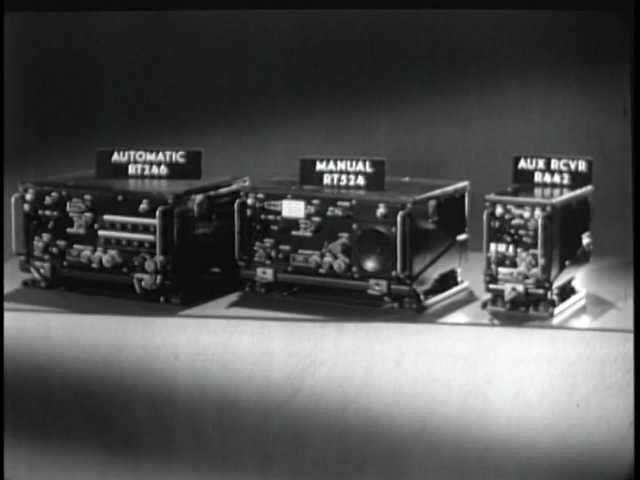 AUTOMATIC
RT246
MANUAL
RT524
AUX RCVR
R442